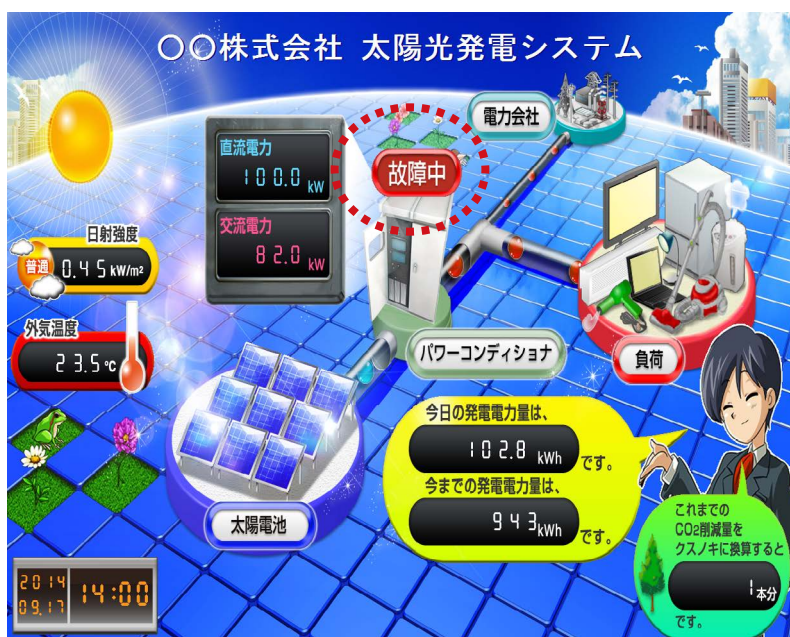 〇〇株式会社 太陽光発電システム
電力会社
故障中
直流電力
100.0 kW
交流電力
82.0 kW
日射強度
普通 0.45 kW/m²
外気温度
23.5 ℃
パワーコンディショナ
負荷
太陽電池
今日の発電電力量は、
102.8 kWh です。
今までの発電電力量は、
943 kWh です。
これまでの
CO2削減量を
クスノキに換算すると
1 本分
です。
2014
09.17
14:00